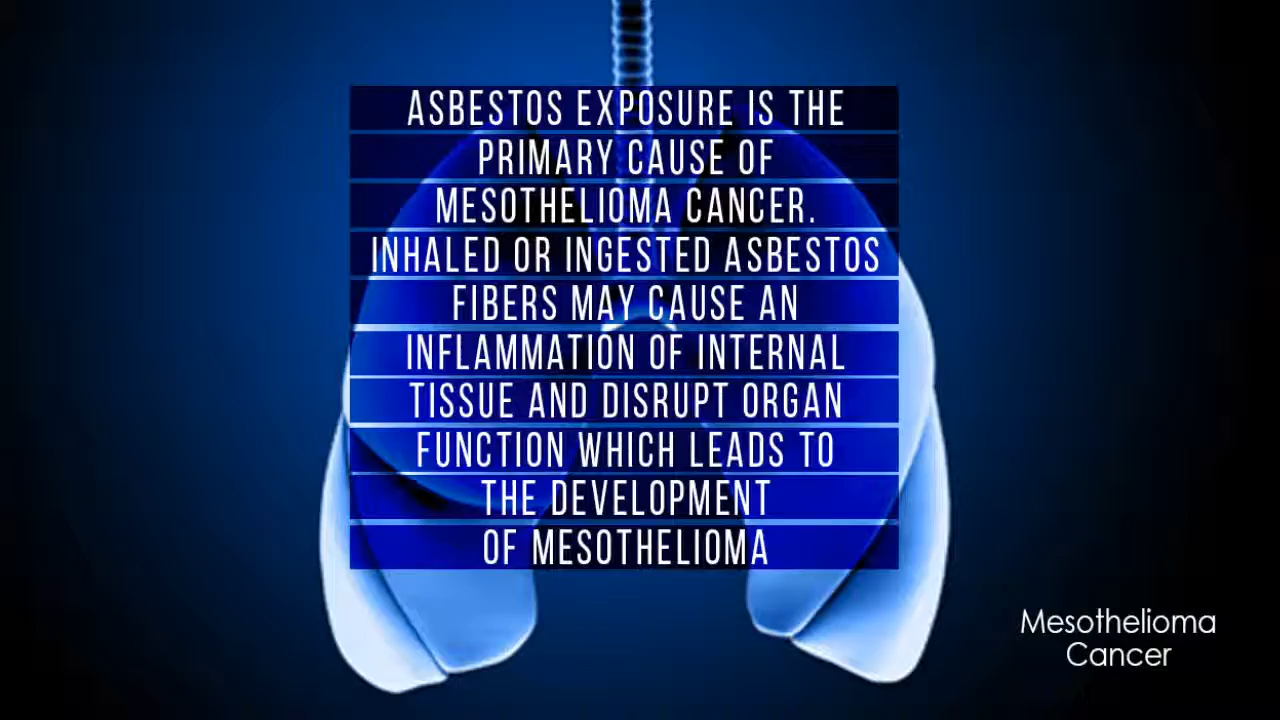 ASBESTOS EXPOSURE IS THE
PRIMARY CAUSE OF
MESOTHELIOMA CANCER.
INHALED OR INGESTED ASBESTOS
FIBERS MAY CAUSE AN
INFLAMMATION OF INTERNAL
TISSUE AND DISRUPT ORGAN
FUNCTION WHICH LEADS TO
THE DEVELOPMENT
OF MESOTHELIOMA
Mesothelioma
Cancer